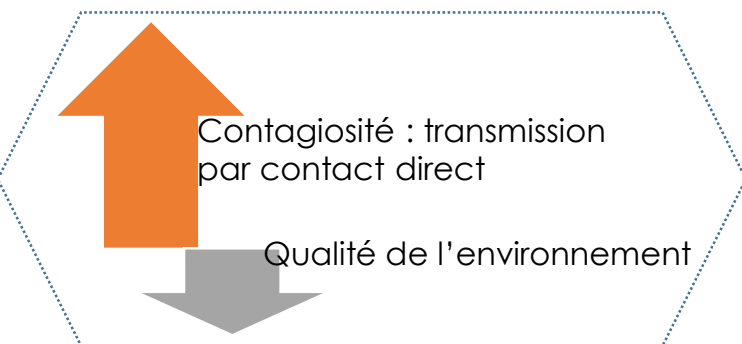 Contagiosité : transmission
par contact direct
Qualité de l’environnement